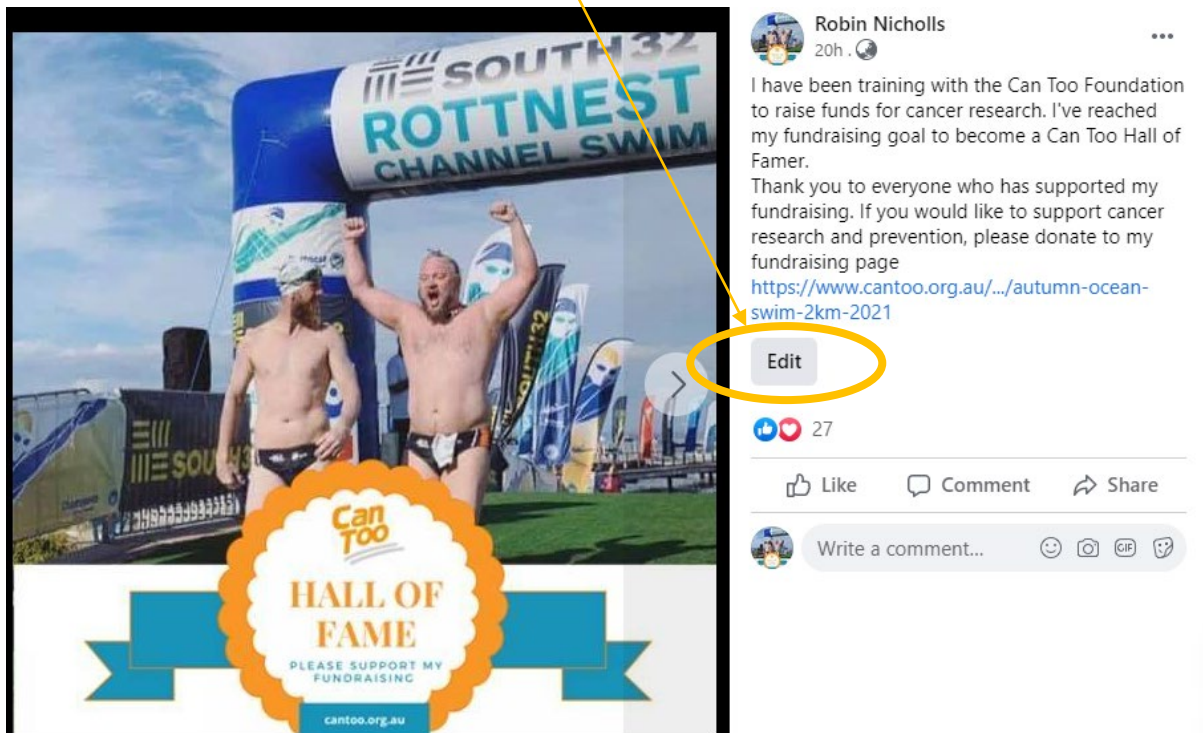 SOUTH32
ROTTNEST
CHANNEL SWIM
SOUTH32
SOUTH32
Can
Too
HALL OF
FAME
PLEASE SUPPORT MY
FUNDRAISING
cantoo.org.au
Robin Nicholls
20h .
I have been training with the Can Too Foundation
to raise funds for cancer research. I've reached
my fundraising goal to become a Can Too Hall of
Famer.
Thank you to everyone who has supported my
fundraising. If you would like to support cancer
research and prevention, please donate to my
fundraising page
https://www.cantoo.org.au/.../autumn-ocean-
swim-2km-2021
Edit
27
Like Comment Share
Write a comment... GIF